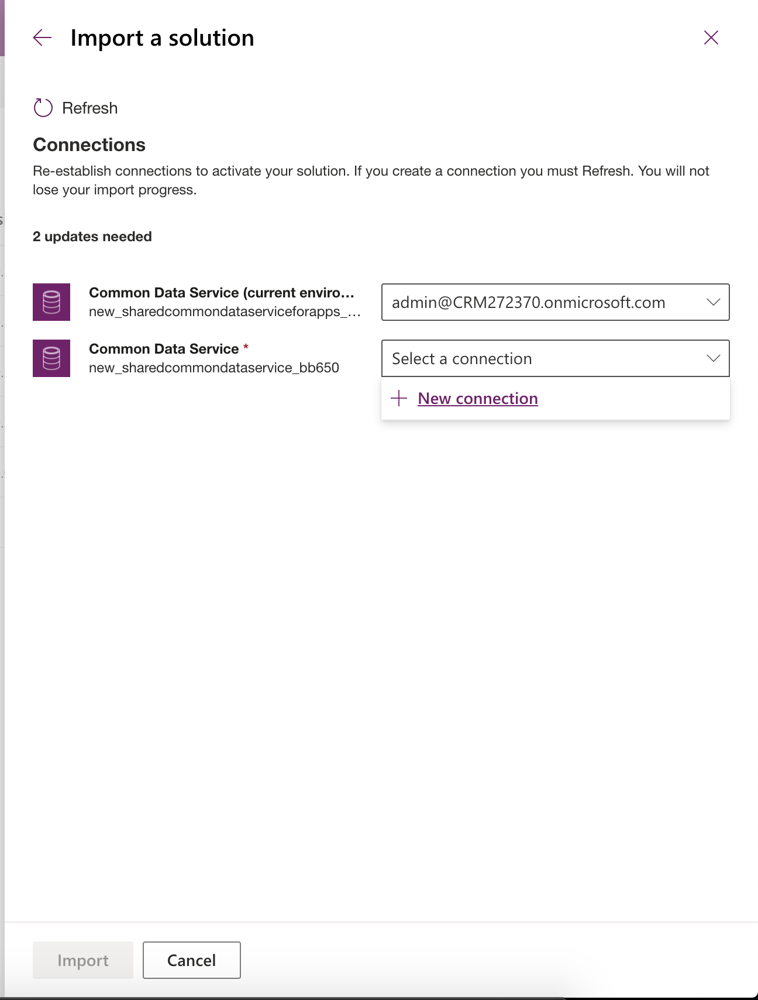 Import a solution
Refresh
Connections
Re-establish connections to activate your solution. If you create a connection you must Refresh. You will not
lose your import progress.
2 updates needed
Common Data Service (current enviro...
new_sharedcommondataserviceforapps_...
admin@CRM272370.onmicrosoft.com
Common Data Service *
new_sharedcommondataservice_bb650
Select a connection
New connection
Import
Cancel